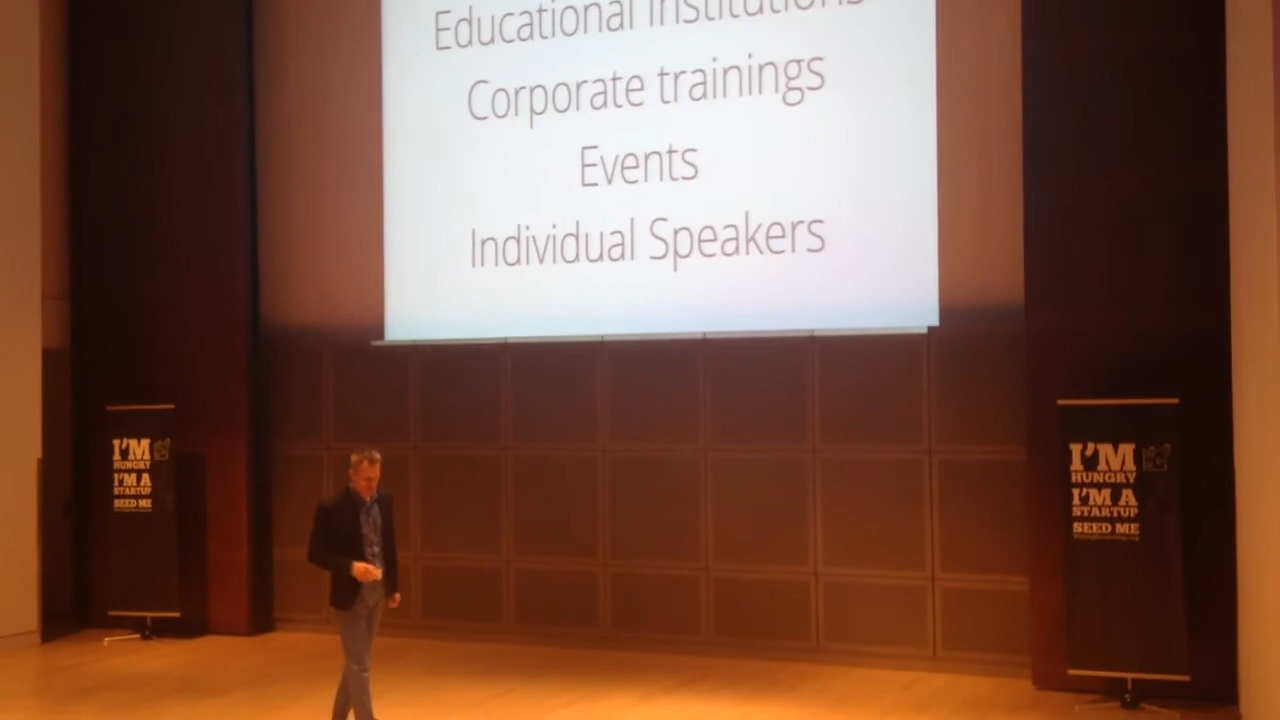 Educational Institutions
Corporate trainings
Events
Individual Speakers
I'M
HUNGRY
I'M A
STARTUP
SEED ME
I'M
HUNGRY
I'M A
STARTUP
SEED ME